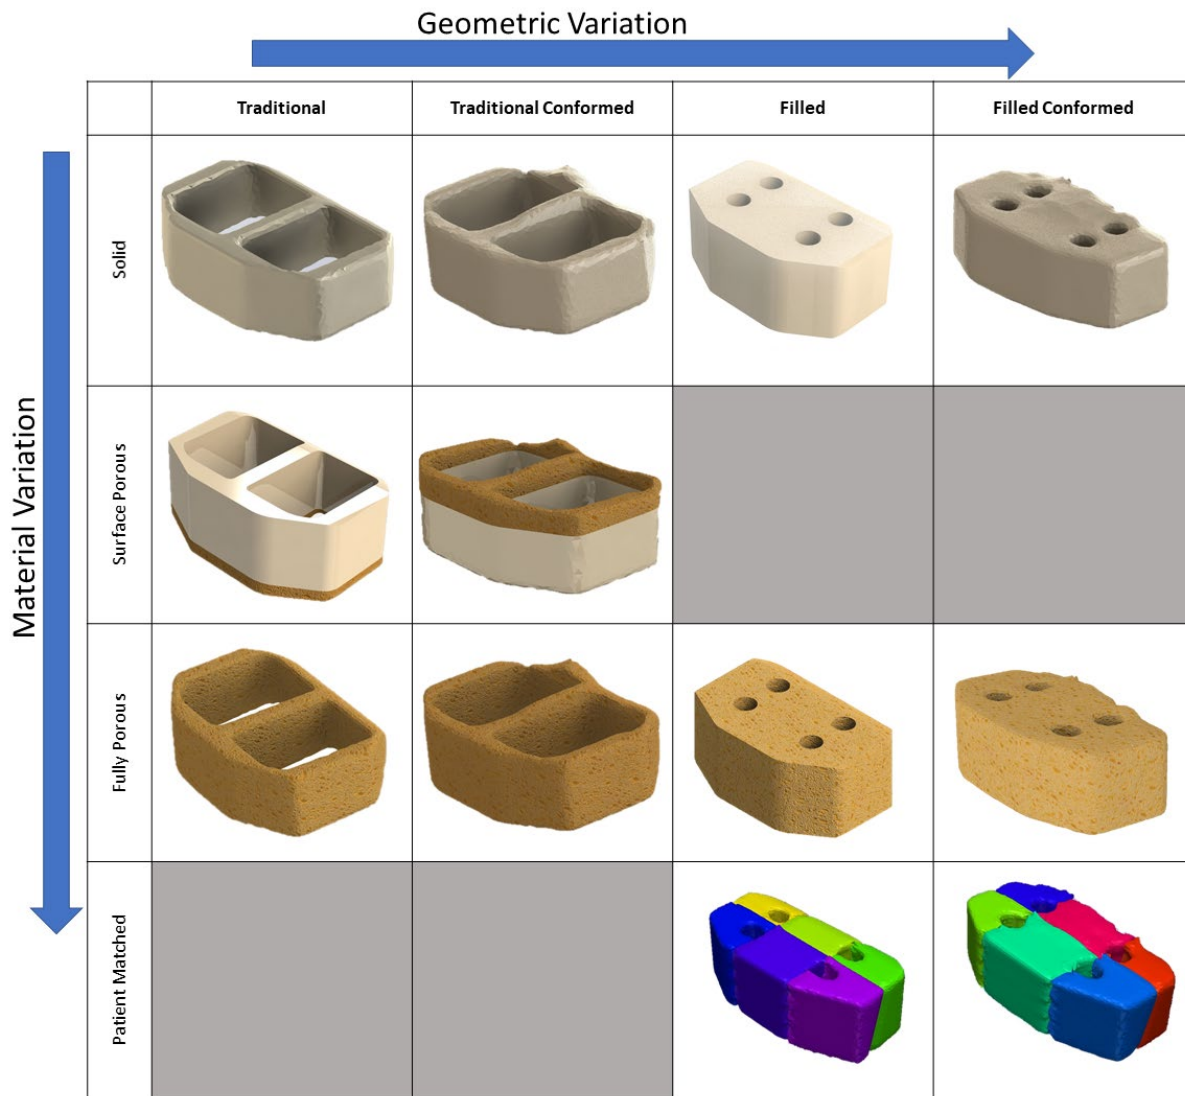 Geometric Variation
Traditional
Traditional Conformed
Filled
Filled Conformed
Material Variation
Solid
Surface Porous
Fully Porous
Patient Matched